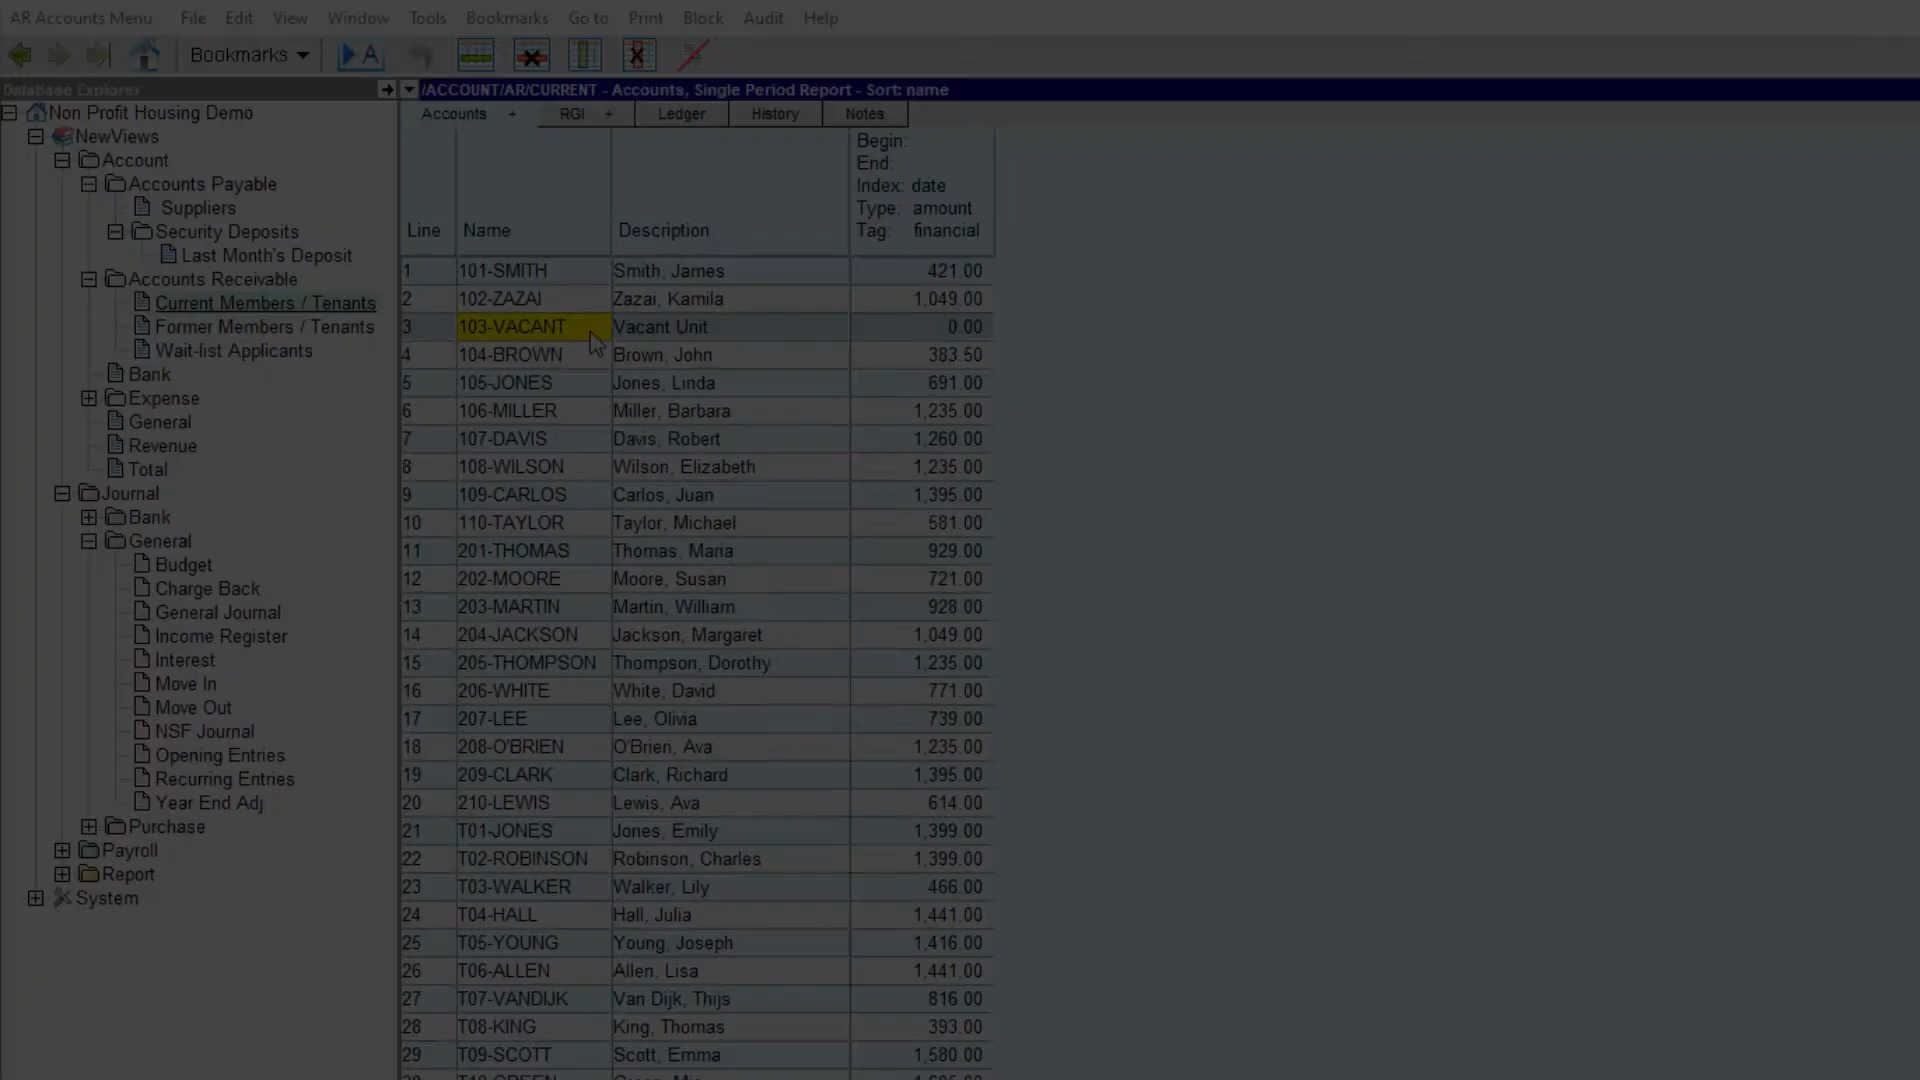 AR Accounts Menu File Edit View Window Tools Bookmarks Go to Print Block Audit Help
Bookmarks A
Database Explorer
/ACCOUNT/AR/CURRENT - Accounts, Single Period Report - Sort: name
Accounts + RGI + Ledger History Notes
Non Profit Housing Demo
NewViews
Account
Accounts Payable
Suppliers
Security Deposits
Last Month's Deposit
Accounts Receivable
Current Members / Tenants
Former Members / Tenants
Wait-list Applicants
Bank
Expense
General
Revenue
Total
Journal
Bank
General
Budget
Charge Back
General Journal
Income Register
Interest
Move In
Move Out
NSF Journal
Opening Entries
Recurring Entries
Year End Adj
Purchase
Payroll
Report
System
Begin:
End:
Index: date
Type: amount
Line Name Description Tag: financial
1 101-SMITH Smith, James 421.00
2 102-ZAZAI Zazai, Kamila 1,049.00
3 103-VACANT Vacant Unit 0.00
4 104-BROWN Brown, John 383.50
5 105-JONES Jones, Linda 691.00
6 106-MILLER Miller, Barbara 1,235.00
7 107-DAVIS Davis, Robert 1,260.00
8 108-WILSON Wilson, Elizabeth 1,235.00
9 109-CARLOS Carlos, Juan 1,395.00
10 110-TAYLOR Taylor, Michael 581.00
11 201-THOMAS Thomas, Maria 929.00
12 202-MOORE Moore, Susan 721.00
13 203-MARTIN Martin, William 928.00
14 204-JACKSON Jackson, Margaret 1,049.00
15 205-THOMPSON Thompson, Dorothy 1,235.00
16 206-WHITE White, David 771.00
17 207-LEE Lee, Olivia 739.00
18 208-O'BRIEN O'Brien, Ava 1,235.00
19 209-CLARK Clark, Richard 1,395.00
20 210-LEWIS Lewis, Ava 614.00
21 T01-JONES Jones, Emily 1,399.00
22 T02-ROBINSON Robinson, Charles 1,399.00
23 T03-WALKER Walker, Lily 466.00
24 T04-HALL Hall, Julia 1,441.00
25 T05-YOUNG Young, Joseph 1,416.00
26 T06-ALLEN Allen, Lisa 1,441.00
27 T07-VANDIJK Van Dijk, Thijs 816.00
28 T08-KING King, Thomas 393.00
29 T09-SCOTT Scott, Emma 1,580.00